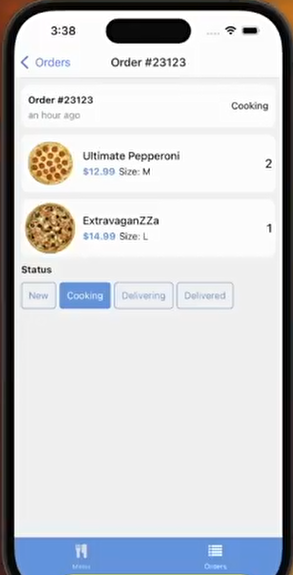 3:38
Orders
Order #23123
Order #23123
an hour ago
Cooking
Ultimate Pepperoni
$12.99 Size: M
2
ExtravaganZZa
$14.99 Size: L
1
Status
New
Cooking
Delivering
Delivered
Menu
Orders